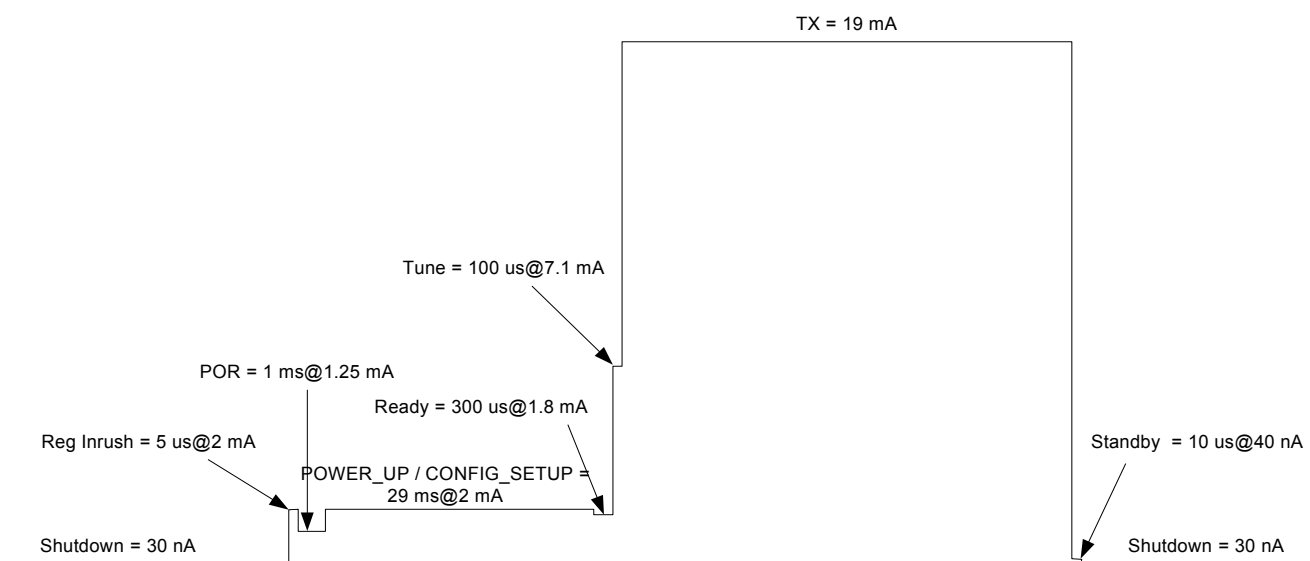 TX = 19 mA
Tune = 100 us@7.1 mA
POR = 1 ms@1.25 mA
Ready = 300 us@1.8 mA
Reg Inrush = 5 us@2 mA
Standby = 10 us@40 nA
POWER_UP / CONFIG_SETUP =
29 ms@2 mA
Shutdown = 30 nA
Shutdown = 30 nA